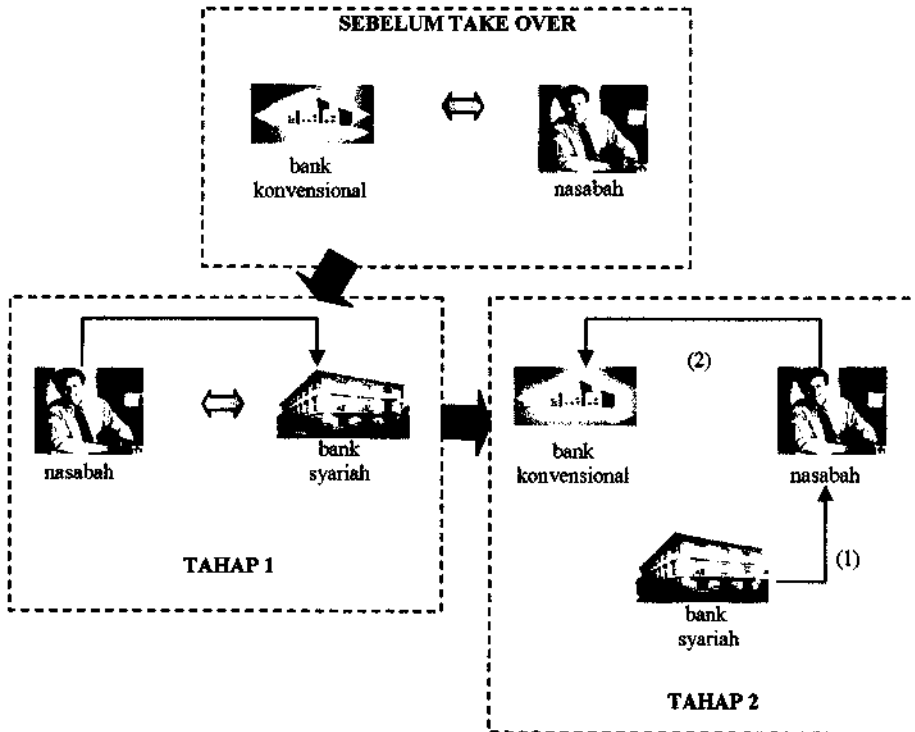 SEBELUM TAKE OVER
bank
konvensional
nasabah
nasabah
bank
syariah
TAHAP 1
(2)
bank
konvensional
nasabah
(1)
bank
syariah
TAHAP 2